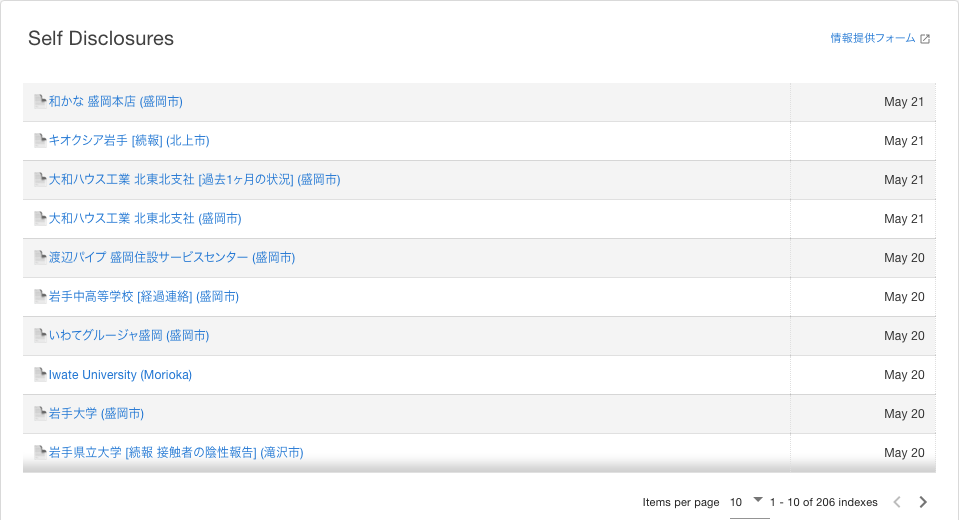 Self Disclosures
情報提供フォーム
和かな 盛岡本店 (盛岡市) May 21
キオクシア岩手 [続報] (北上市) May 21
大和ハウス工業 北東北支社 [過去1ヶ月の状況] (盛岡市) May 21
大和ハウス工業 北東北支社 (盛岡市) May 21
渡辺パイプ 盛岡住設サービスセンター (盛岡市) May 20
岩手中高等学校 [経過連絡] (盛岡市) May 20
いわてグルージャ盛岡 (盛岡市) May 20
Iwate University (Morioka) May 20
岩手大学 (盛岡市) May 20
岩手県立大学 [続報 接触者の陰性報告] (滝沢市) May 20
Items per page 10 1 - 10 of 206 indexes